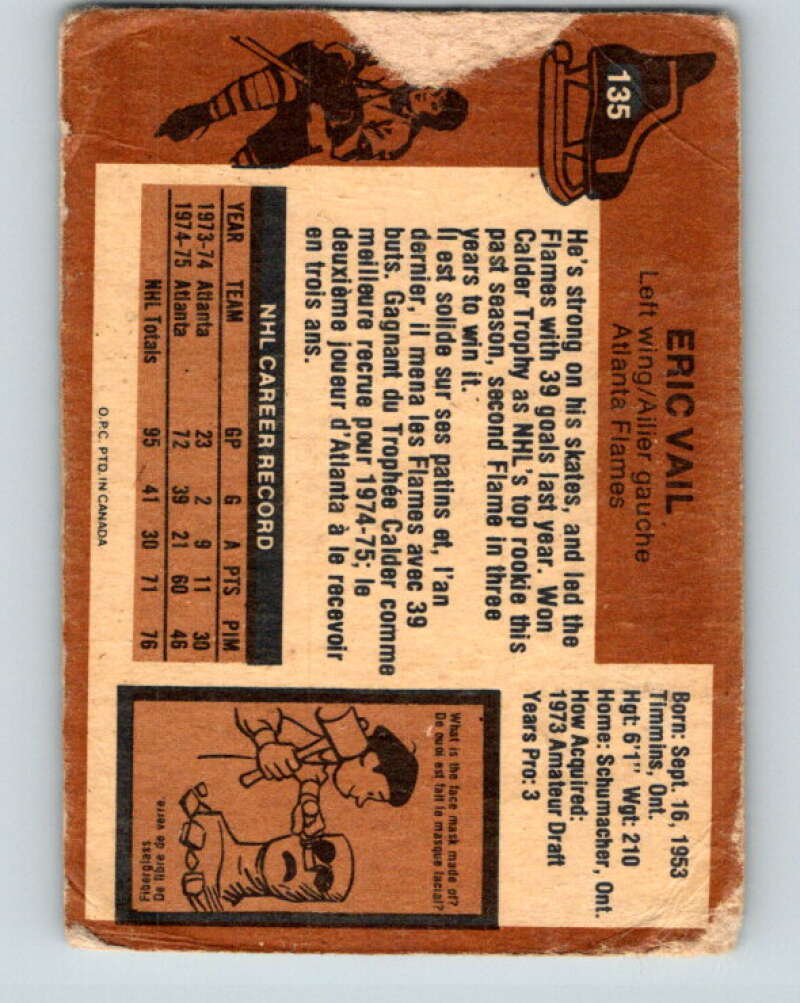 135
ERIC VAIL
Left wing/Ailier gauche
Atlanta Flames
Born: Sept. 16, 1953
Timmins, Ont.
Hgt: 6'1" Wgt: 210
Home: Schumacher, Ont.
How Acquired:
1973 Amateur Draft
Years Pro: 3
He's strong on his skates, and led the
Flames with 39 goals last year. Won
Calder Trophy as NHL's top rookie this
past season, second Flame in three
years to win it.
Il est solide sur ses patins et, l'an
dernier, il mena les Flames avec 39
buts. Gagnant du Trophée Calder comme
meilleure recrue pour 1974-75; le
deuxième joueur d'Atlanta à le recevoir
en trois ans.
NHL CAREER RECORD
YEAR TEAM GP G A PTS PIM
1973-74 Atlanta 23 2 9 11 30
1974-75 Atlanta 72 39 21 60 46
NHL Totals 95 41 30 71 76
What is the face mask made of?
De quoi est fait le masque facial?
Fiberglass
De fibre de verre.
O.P.C. PTD. IN CANADA